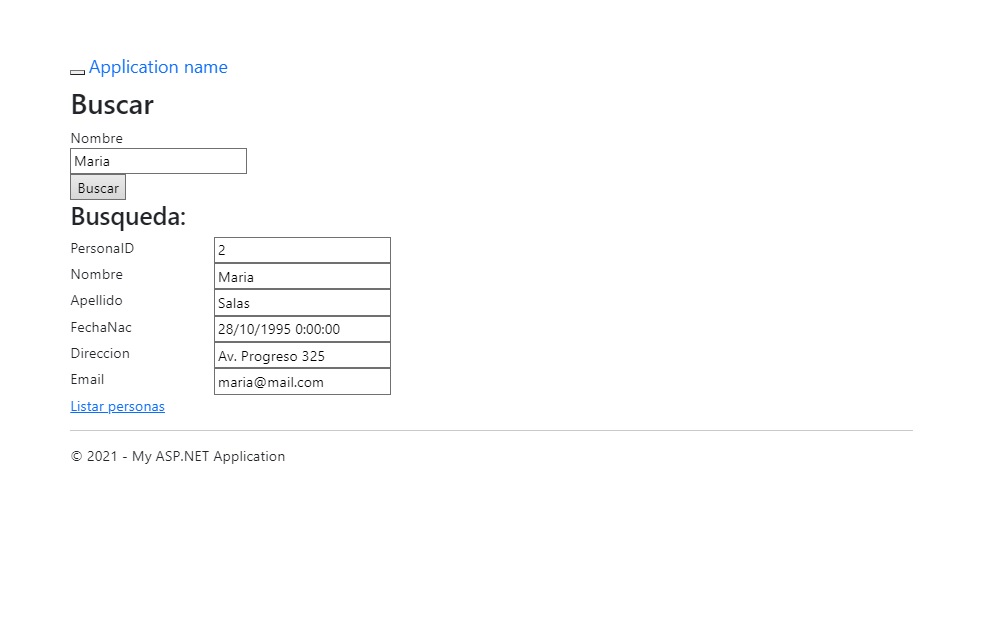 Application name
Buscar
Nombre
Maria
Buscar
Busqueda:
PersonaID 2
Nombre Maria
Apellido Salas
FechaNac 28/10/1995 0:00:00
Direccion Av. Progreso 325
Email maria@mail.com
Listar personas
© 2021 - My ASP.NET Application